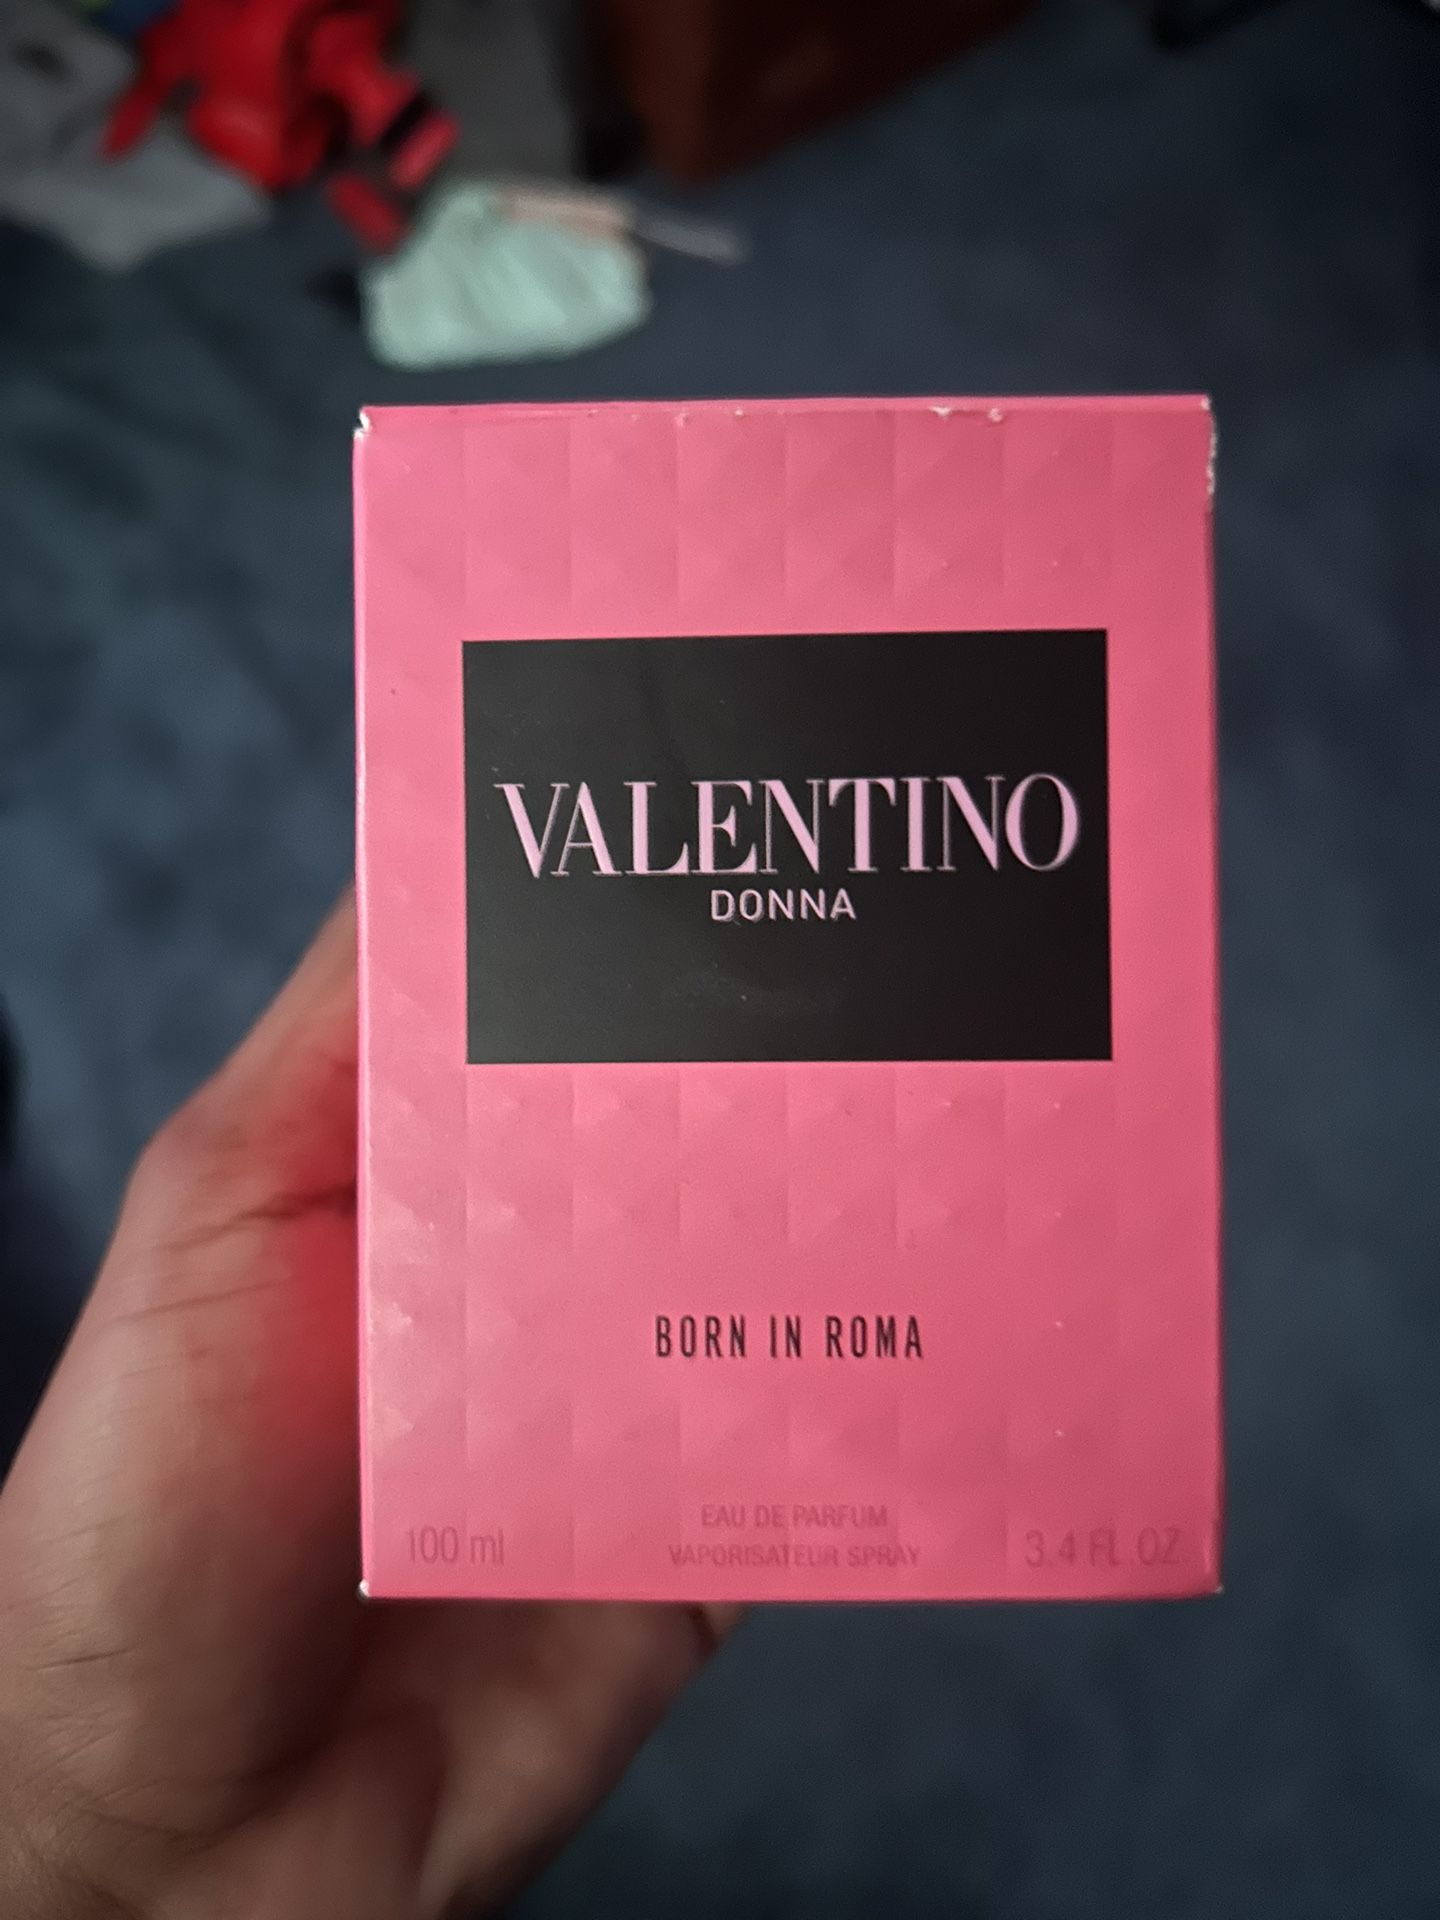 VALENTINO
DONNA
BORN IN ROMA
EAU DE PARFUM
100 ml VAPORISATEUR SPRAY 3.4 FL. OZ.